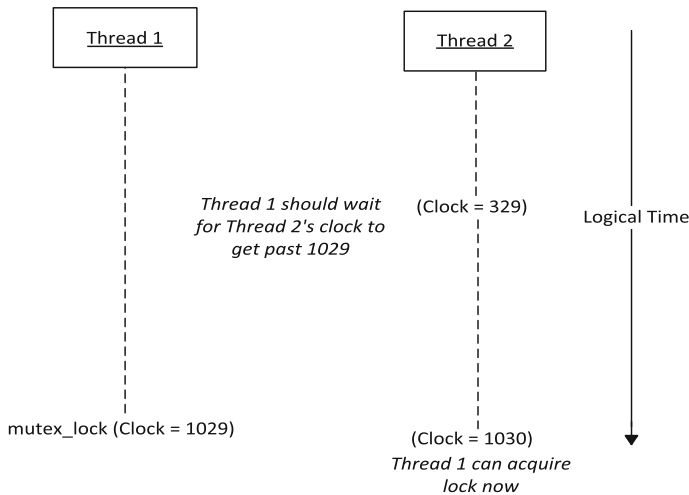 Thread 1
Thread 2
Thread 1 should wait
for Thread 2's clock to
get past 1029
(Clock = 329)
Logical Time
mutex_lock (Clock = 1029)
(Clock = 1030)
Thread 1 can acquire
lock now